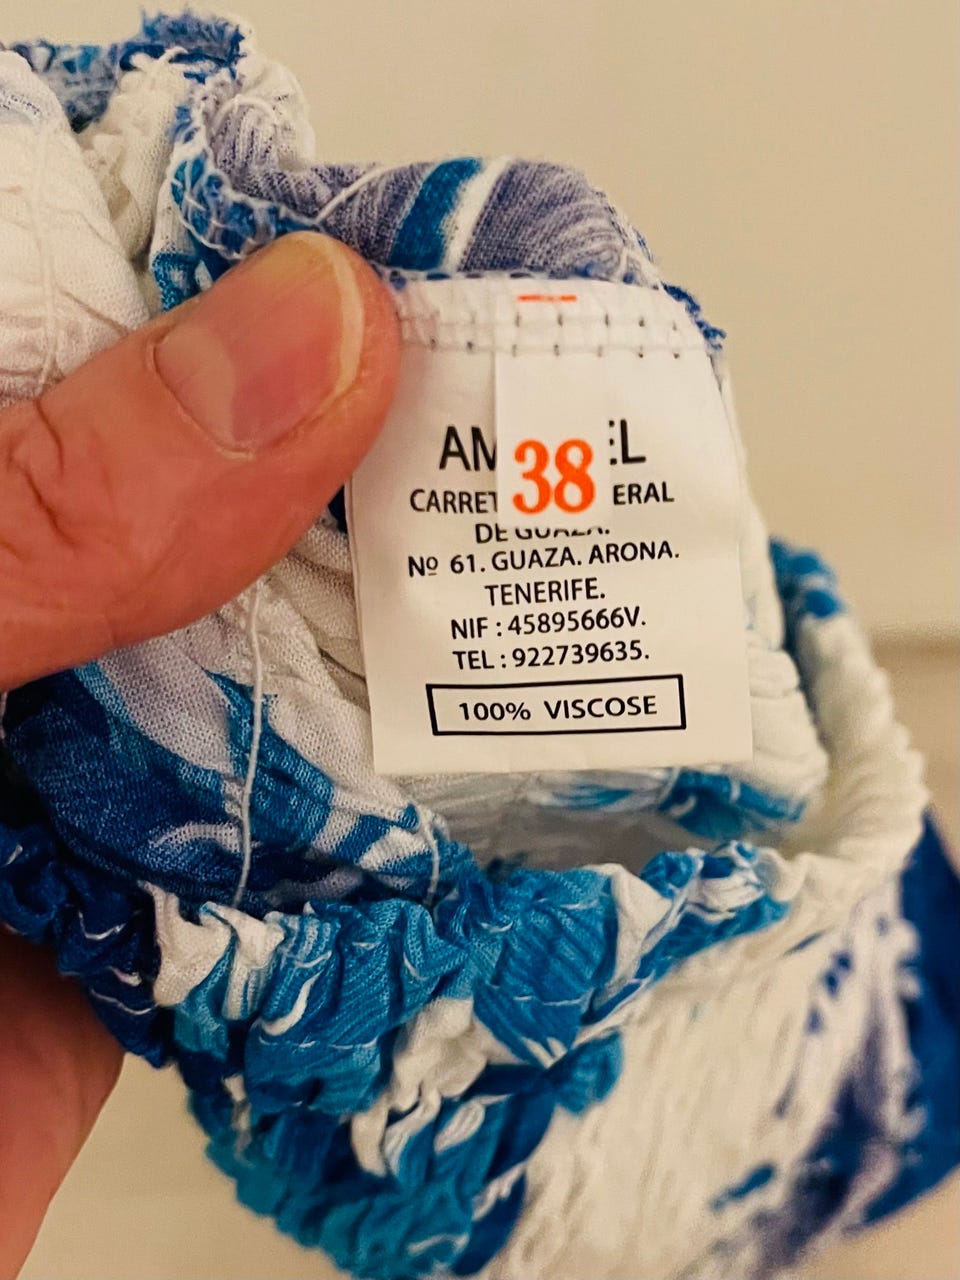 38
DE GUAZA.
Nº 61. GUAZA. ARONA.
TENERIFE.
NIF : 45895666V.
TEL : 922739635.
100% VISCOSE